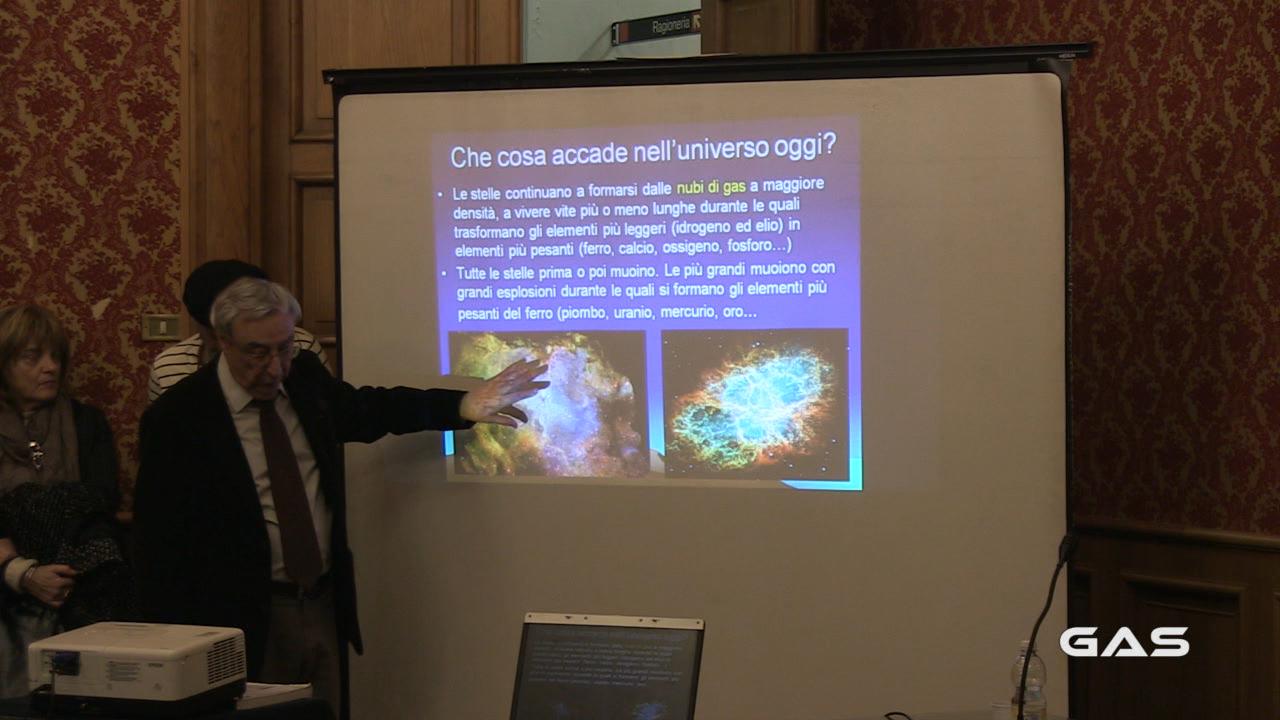 Ragioneria
Che cosa accade nell'universo oggi?
• Le stelle continuano a formarsi dalle nubi di gas a maggiore
densità, a vivere vite più o meno lunghe durante le quali
trasformano gli elementi più leggeri (idrogeno ed elio) in
elementi più pesanti (ferro, calcio, ossigeno, fosforo…)
• Tutte le stelle prima o poi muoino. Le più grandi muoiono con
grandi esplosioni durante le quali si formano gli elementi più
pesanti del ferro (piombo, uranio, mercurio, oro…
GAS